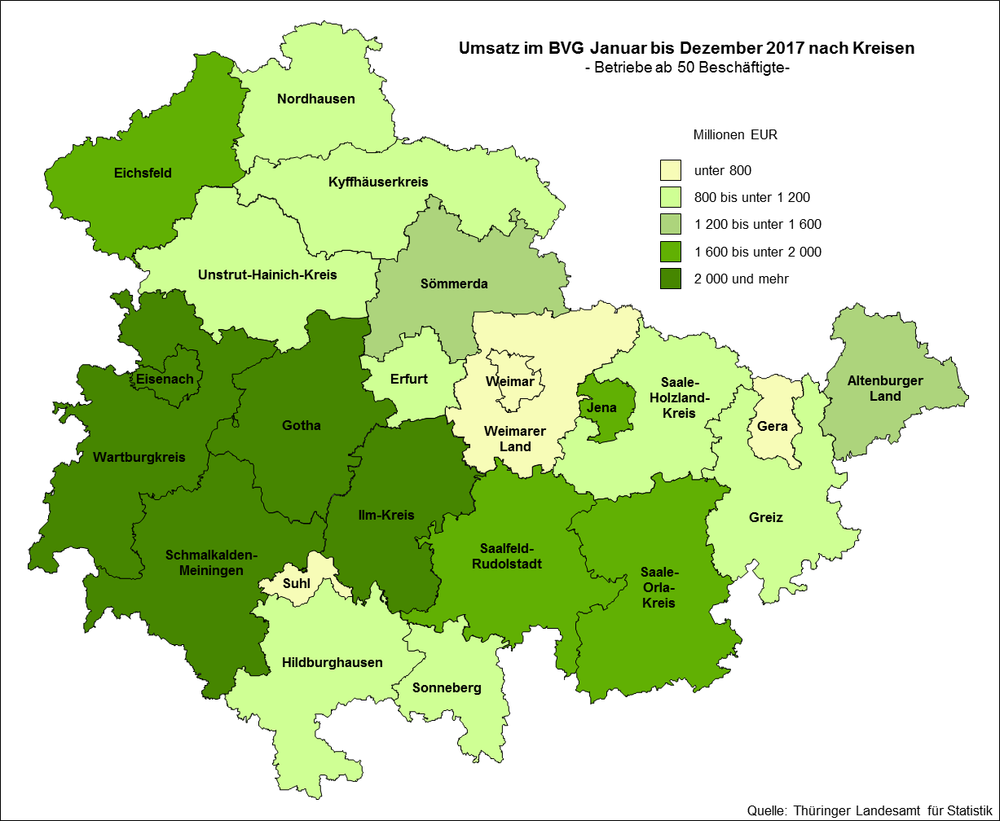 Umsatz im BVG Januar bis Dezember 2017 nach Kreisen
- Betriebe ab 50 Beschäftigte-
Millionen EUR
unter 800
800 bis unter 1 200
1 200 bis unter 1 600
1 600 bis unter 2 000
2 000 und mehr
Nordhausen
Eichsfeld
Kyffhäuserkreis
Unstrut-Hainich-Kreis
Sömmerda
Eisenach
Erfurt
Weimar
Weimarer
Land
Jena
Saale-
Holzland-
Kreis
Gera
Altenburger
Land
Gotha
Wartburgkreis
Ilm-Kreis
Greiz
Schmalkalden-
Meiningen
Suhl
Saalfeld-
Rudolstadt
Saale-
Orla-
Kreis
Hildburghausen
Sonneberg
Quelle: Thüringer Landesamt für Statistik